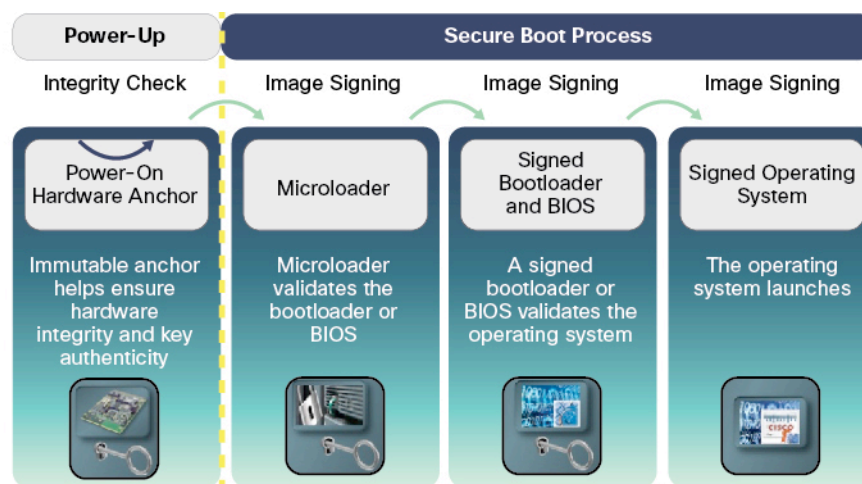 Power-Up
Secure Boot Process
Integrity Check
Image Signing
Image Signing
Image Signing
Power-On
Hardware Anchor
Immutable anchor
helps ensure
hardware
integrity and key
authenticity
Microloader
Microloader
validates the
bootloader or
BIOS
Signed
Bootloader
and BIOS
A signed
bootloader or
BIOS validates the
operating system
Signed Operating
System
The operating
system launches
CISCO